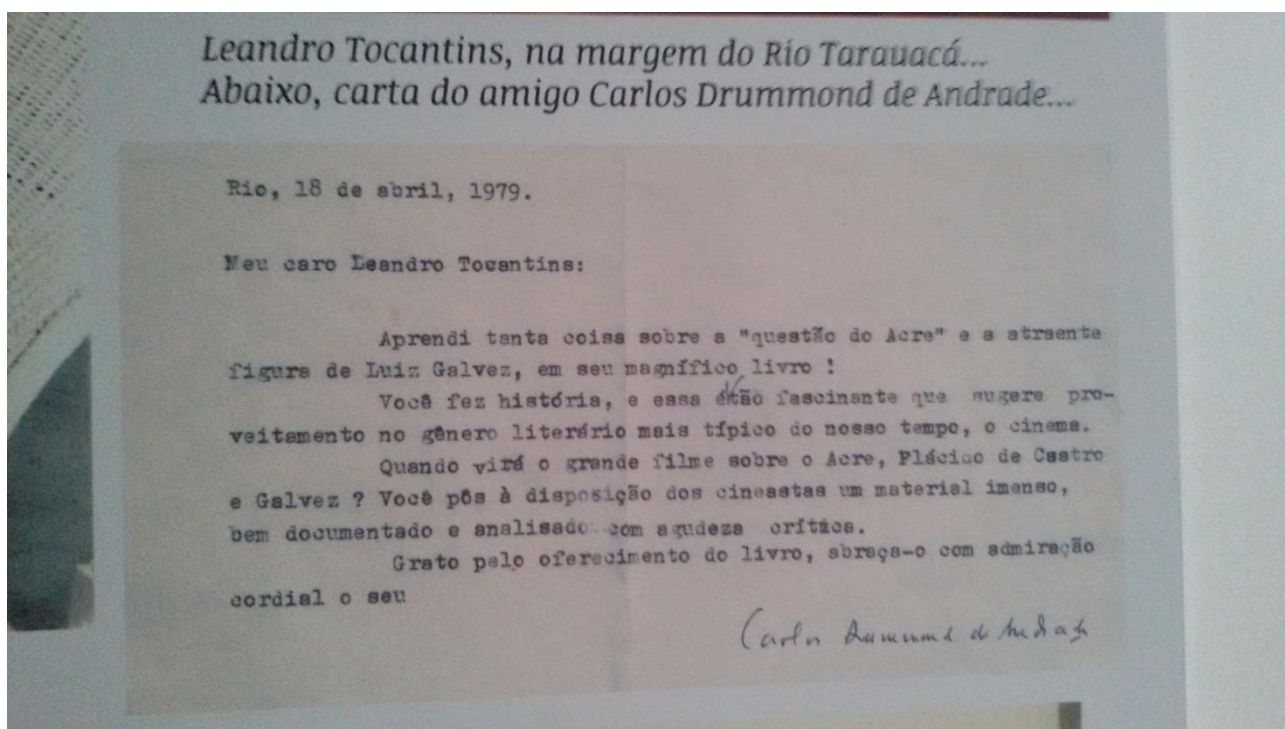 Leandro Tocantins, na margem do Rio Tarauacá...
Abaixo, carta do amigo Carlos Drummond de Andrade...
Rio, 18 de abril, 1979.
Meu caro Leandro Tocantins:
Aprendi tanta coisa sobre a "questão do Acre" e a atraente
figura de Luiz Galvez, em seu magnífico livro !
Você fez história, e essa tão fascinante que sugere pro-
veitamento no gênero literário mais típico do nosso tempo, o cinema.
Quando virá o grande filme sobre o Acre, Plácido de Castro
e Galvez ? Você pôs à disposição dos cineastas um material imenso,
bem documentado e analisado com agudeza crítica.
Grato pelo oferecimento do livro, abraça-o com admiração
cordial o seu
Carlos Drummond de Andrade